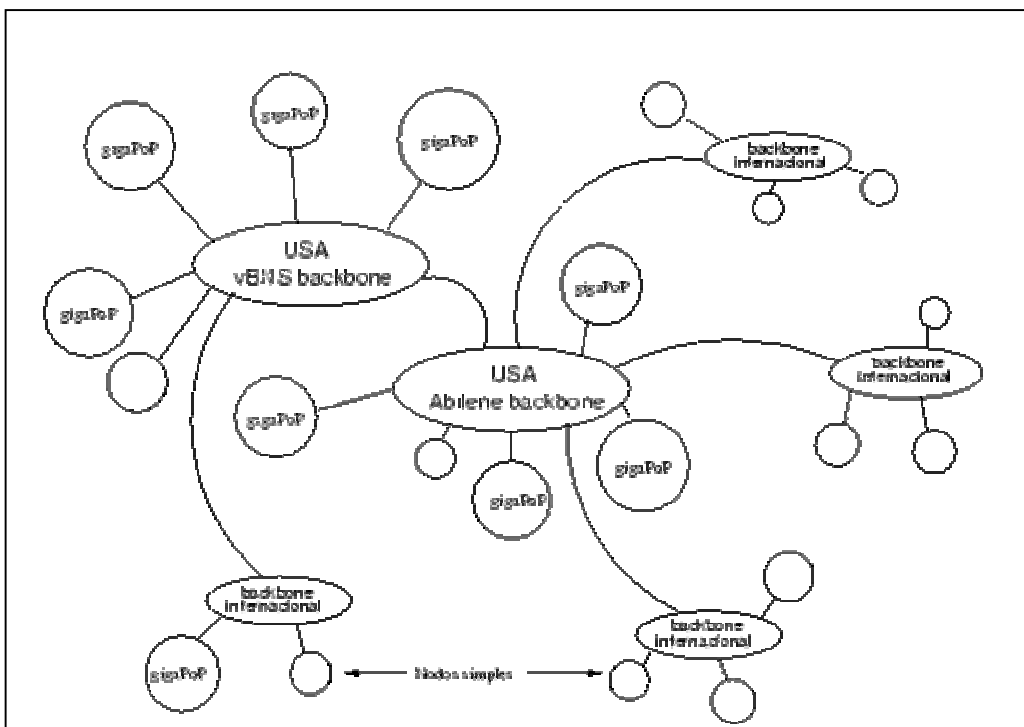 gigaPoP
gigaPoP
gigaPoP
USA
vBNS backbone
gigaPoP
backbone
internacional
gigaPoP
USA
Abilene backbone
gigaPoP
gigaPoP
gigaPoP
backbone
internacional
backbone
internacional
gigaPoP
backbone
internacional
Nodos simples